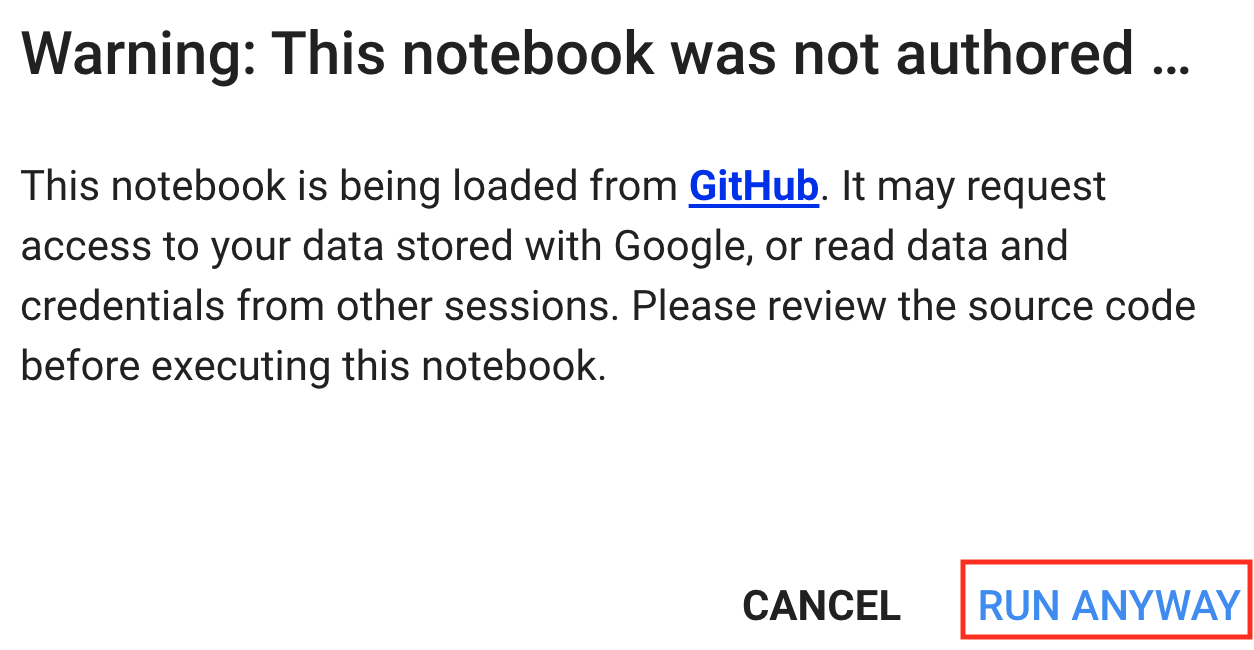 Warning: This notebook was not authored ...
This notebook is being loaded from GitHub. It may request
access to your data stored with Google, or read data and
credentials from other sessions. Please review the source code
before executing this notebook.
CANCEL RUN ANYWAY